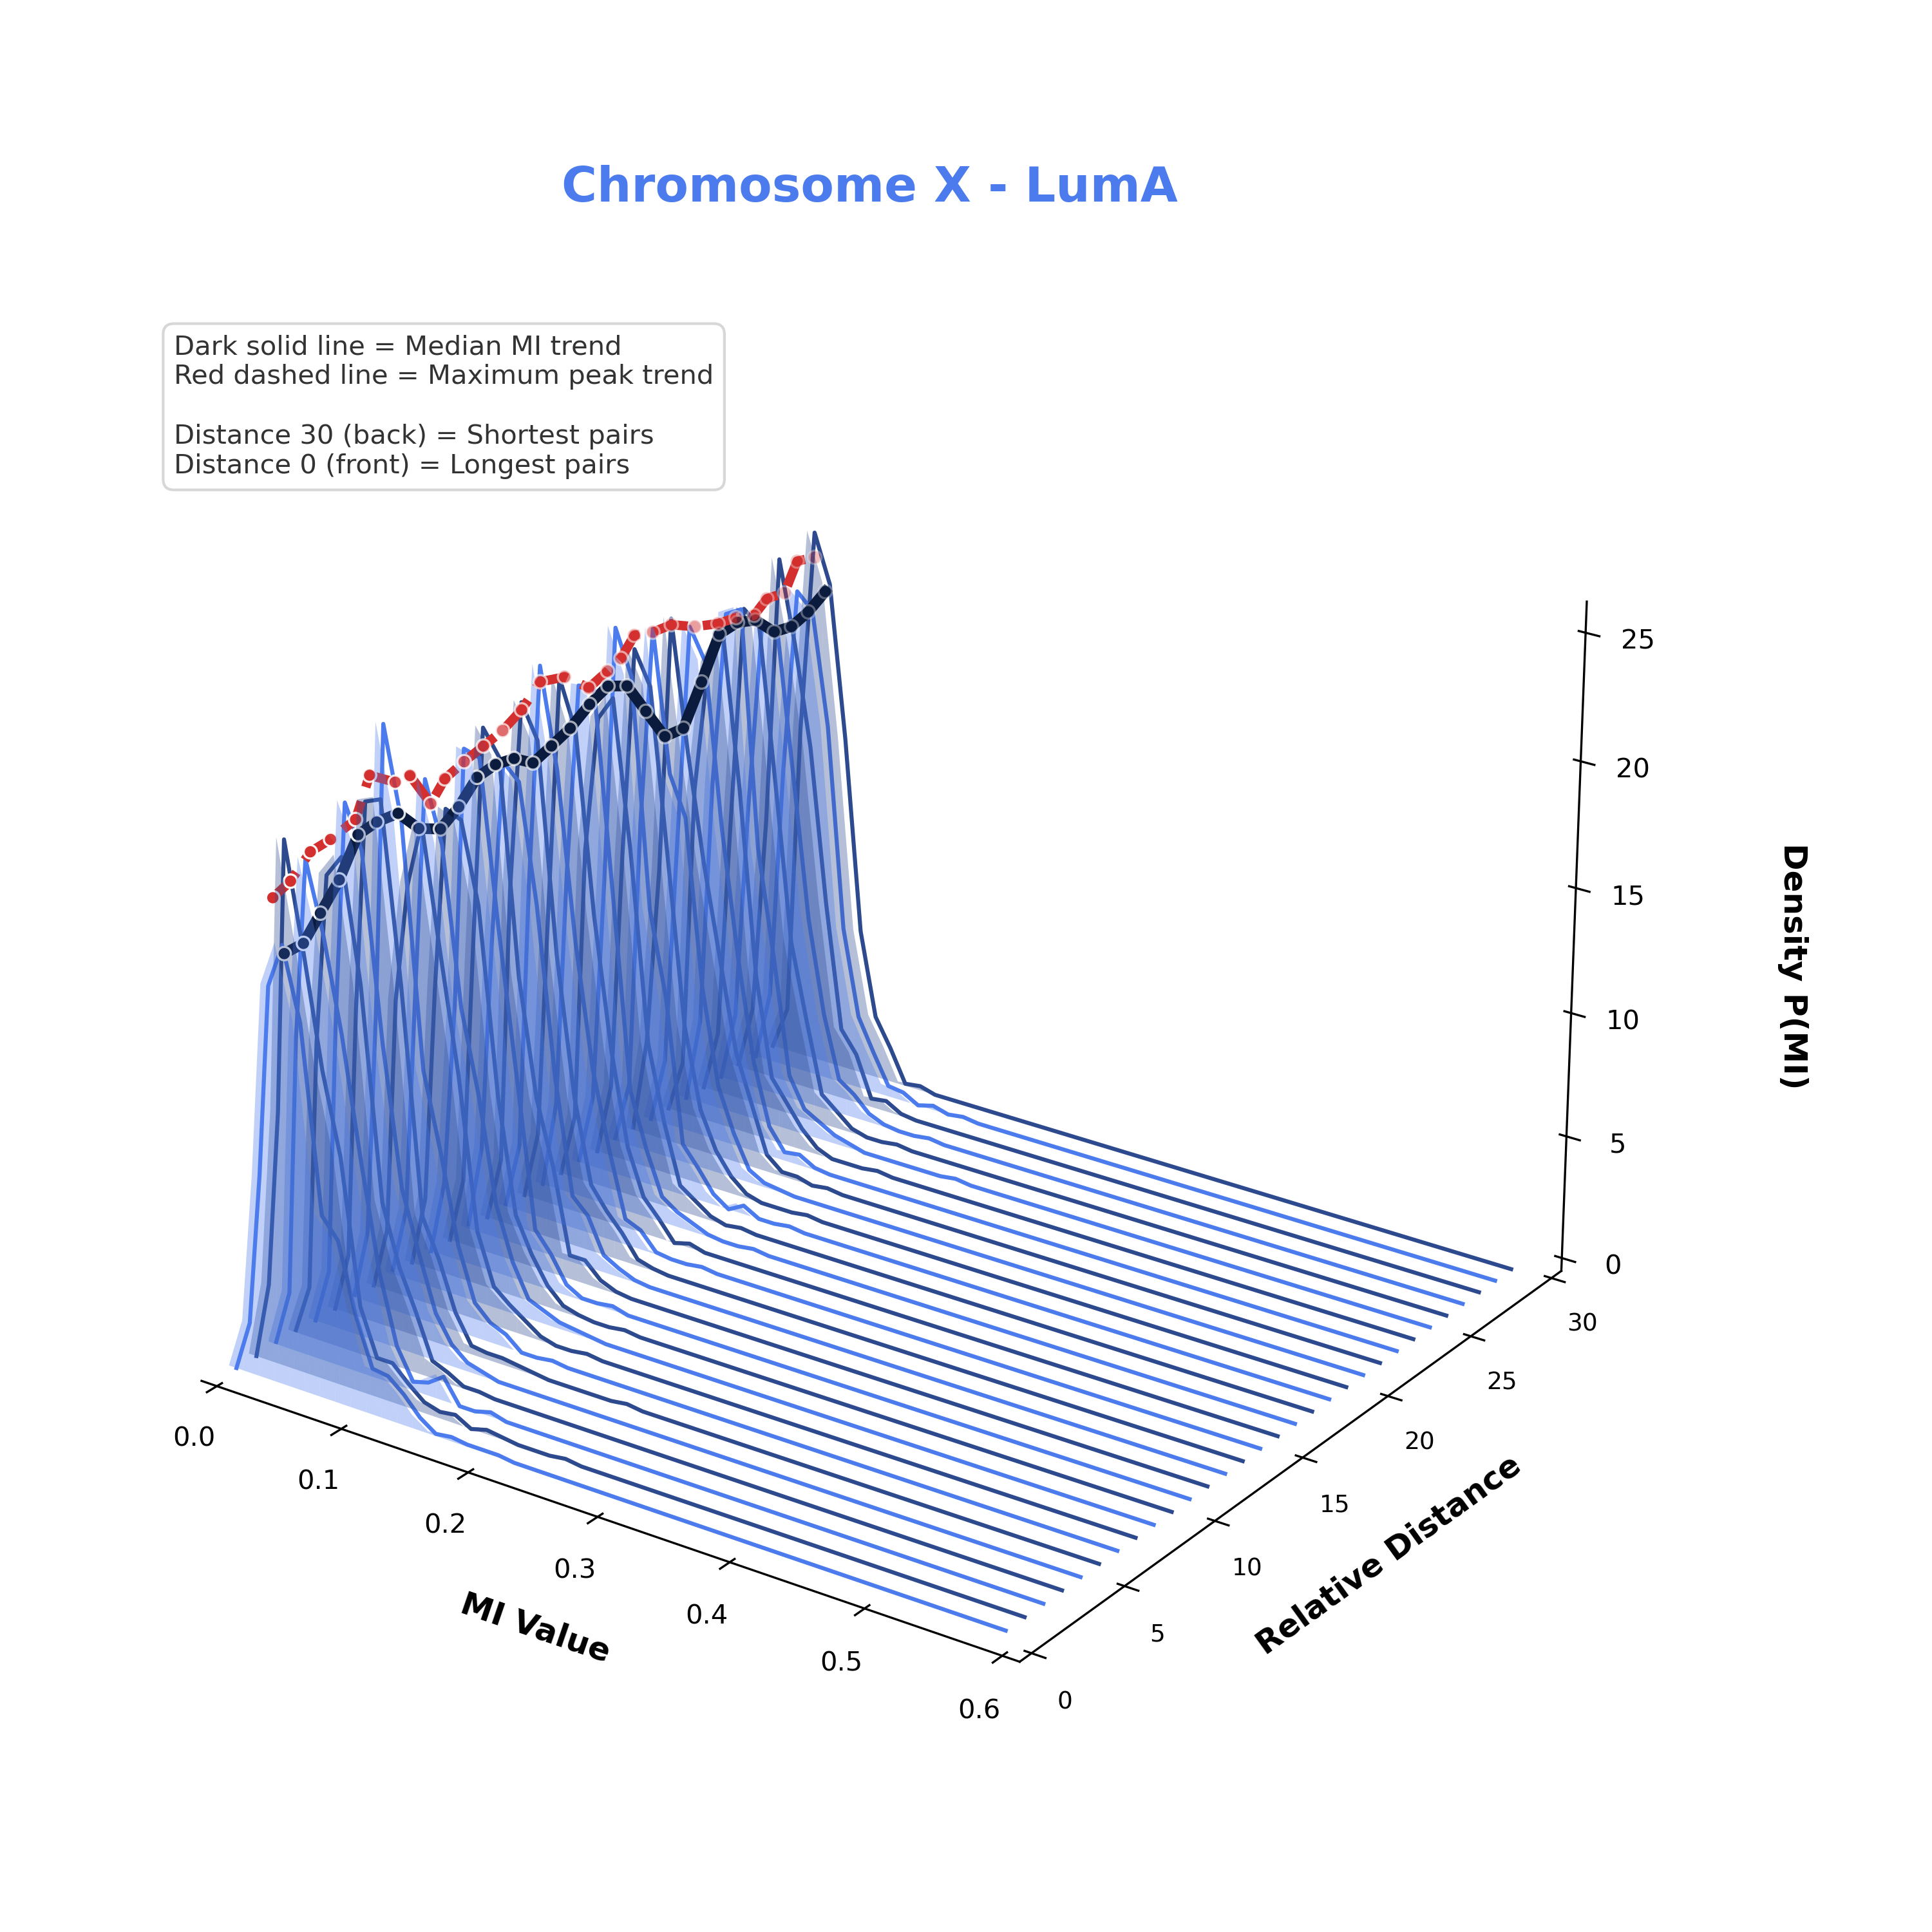 Chromosome X - LumA
Dark solid line = Median MI trend
Red dashed line = Maximum peak trend
Distance 30 (back) = Shortest pairs
Distance 0 (front) = Longest pairs
25
20
15
10
5
0
Density P(MI)
30
25
20
15
10
5
0
Relative Distance
0.0
0.1
0.2
0.3
0.4
0.5
0.6
MI Value